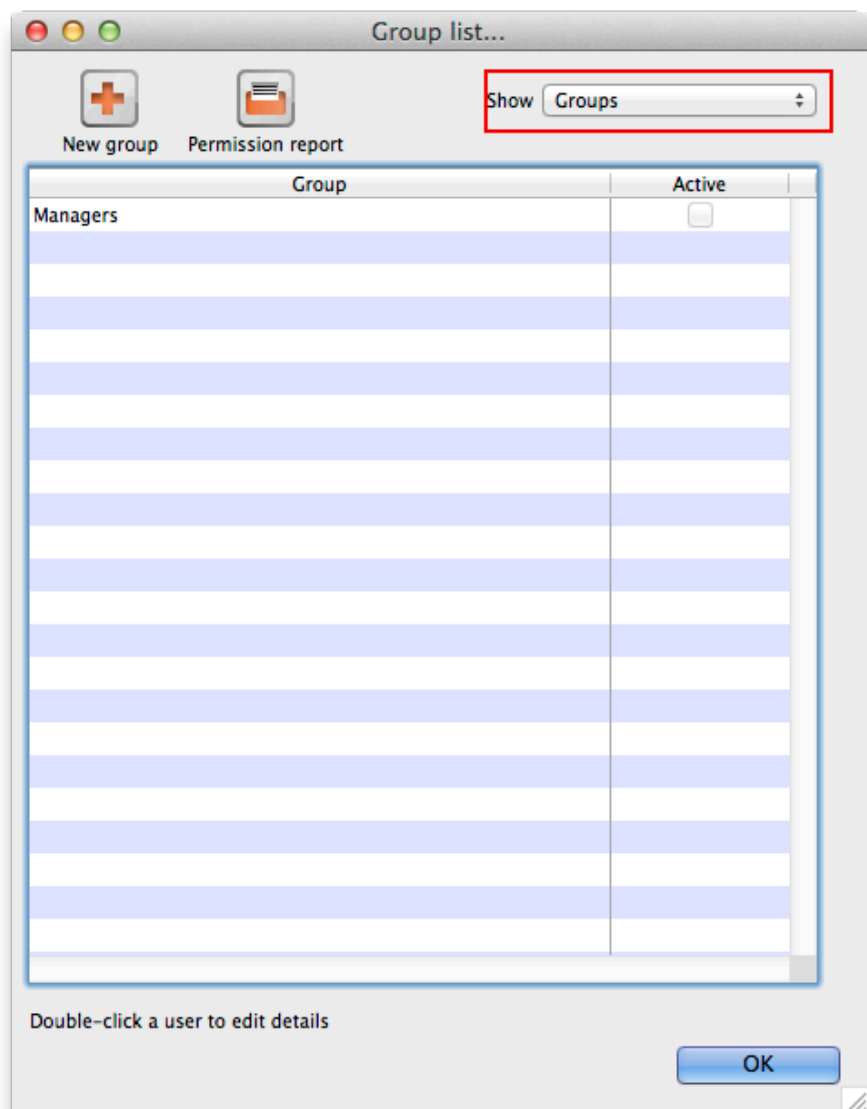 Group list...
Show Groups
New group Permission report
Group Active
Managers
Double-click a user to edit details
OK